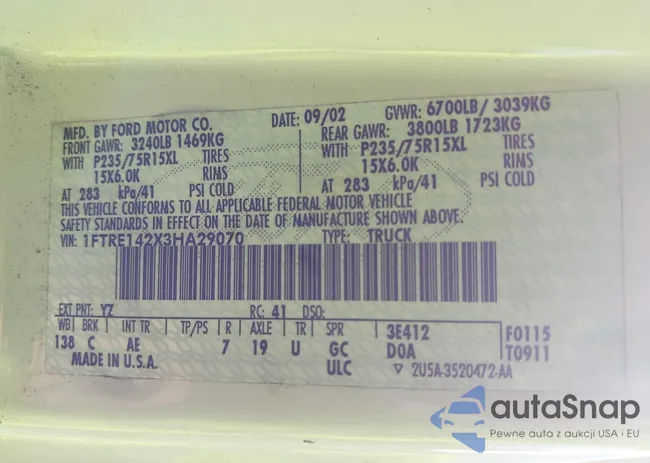 MFD. BY FORD MOTOR CO. DATE: 09/02 GVWR: 6700LB/ 3039KG
FRONT GAWR: 3240LB 1469KG REAR GAWR: 3800LB 1723KG
WITH P235/75R15XL TIRES WITH P235/75R15XL TIRES
15X6.0K RIMS 15X6.0K RIMS
AT 283 kPa/41 PSI COLD AT 283 kPa/41 PSI COLD
THIS VEHICLE CONFORMS TO ALL APPLICABLE FEDERAL MOTOR VEHICLE
SAFETY STANDARDS IN EFFECT ON THE DATE OF MANUFACTURE SHOWN ABOVE.
VIN: 1FTRE142X3HA29070 TYPE: TRUCK
EXT PNT: YZ RC: 41 DSO:
WB BRK INT TR TP/PS R AXLE TR SPR 3E412 F0115
138 C AE 7 19 U GC DOA T0911
MADE IN U.S.A. ULC ▽ 2U5A-3520472-AA
autaSnap
Pewne auta z aukcji USA i EU